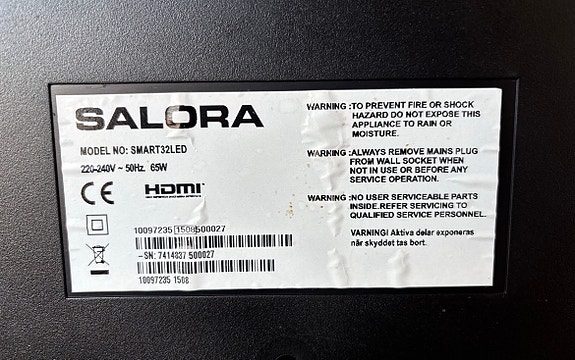 SALORA
MODEL NO: SMART32LED
220-240V ~ 50Hz, 65W
CE HDMI
10097235 1508 500027
-SN: 7414837 500027
10097235 1508
WARNING :TO PREVENT FIRE OR SHOCK
HAZARD DO NOT EXPOSE THIS
APPLIANCE TO RAIN OR
MOISTURE.
WARNING :ALWAYS REMOVE MAINS PLUG
FROM WALL SOCKET WHEN
NOT IN USE OR BEFORE ANY
SERVICE OPERATION.
WARNING :NO USER SERVICEABLE PARTS
INSIDE.REFER SERVICING TO
QUALIFIED SERVICE PERSONNEL.
VARNING! Aktiva delar exponeras
når skyddet tas bort.